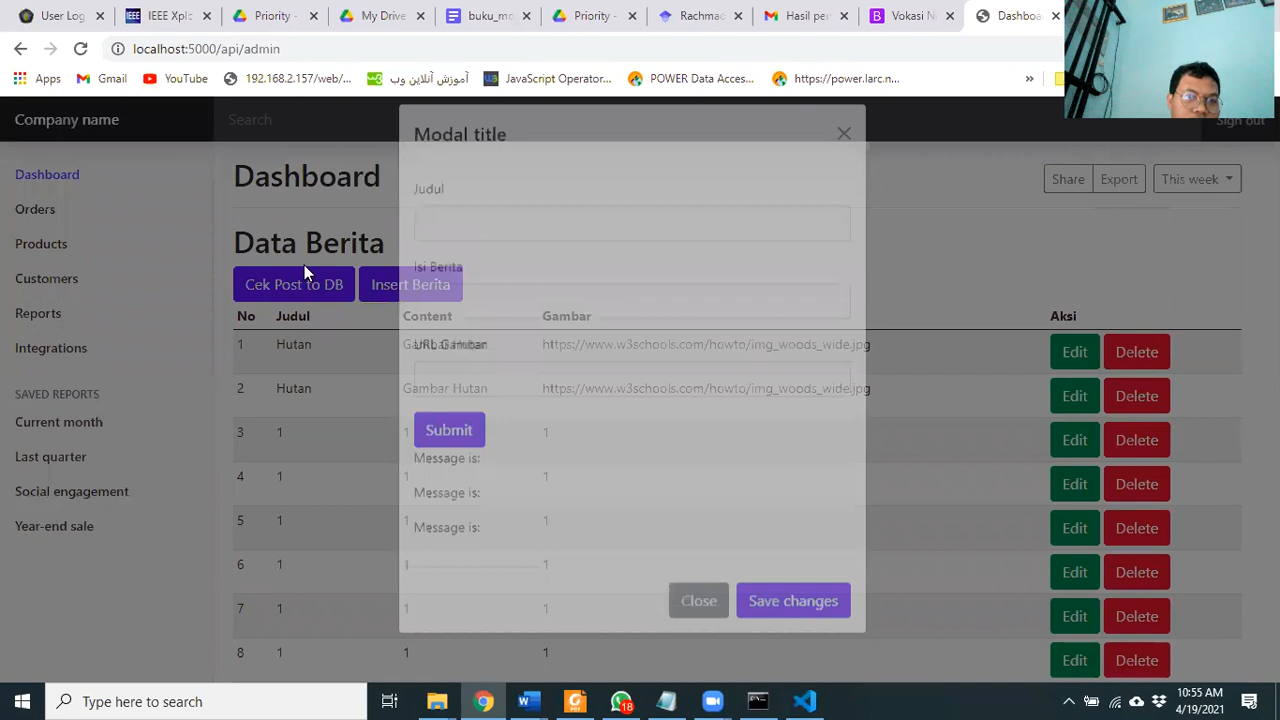 User Log
IEEE Xpl
Priority -
My Drive
buku_mo
Priority -
Rachmac
Hasil per
Vokasi N
Dashboa
localhost:5000/api/admin
Apps
Gmail
YouTube
192.168.2.157/web/...
آموزش آنلاین وب
JavaScript Operator...
POWER Data Acces...
https://power.larc.n...
»
Company name
Search
Sign out
Modal title
Dashboard
Orders
Products
Customers
Reports
Integrations
SAVED REPORTS
Current month
Last quarter
Social engagement
Year-end sale
Dashboard
Share
Export
This week
Data Berita
Cek Post to DB
Insert Berita
No Judul Content Gambar Aksi
1 Hutan Gambar Hutan https://www.w3schools.com/howto/img_woods_wide.jpg Edit Delete
2 Hutan Gambar Hutan https://www.w3schools.com/howto/img_woods_wide.jpg Edit Delete
3 1 1 1 Edit Delete
4 1 1 1 Edit Delete
5 1 1 1 Edit Delete
6 1 1 1 Edit Delete
7 1 1 1 Edit Delete
8 1 1 1 Edit Delete
Judul
Isi Berita
URL Gambar
Submit
Message is:
Message is:
Message is:
Close
Save changes
Type here to search
18
10:55 AM
4/19/2021